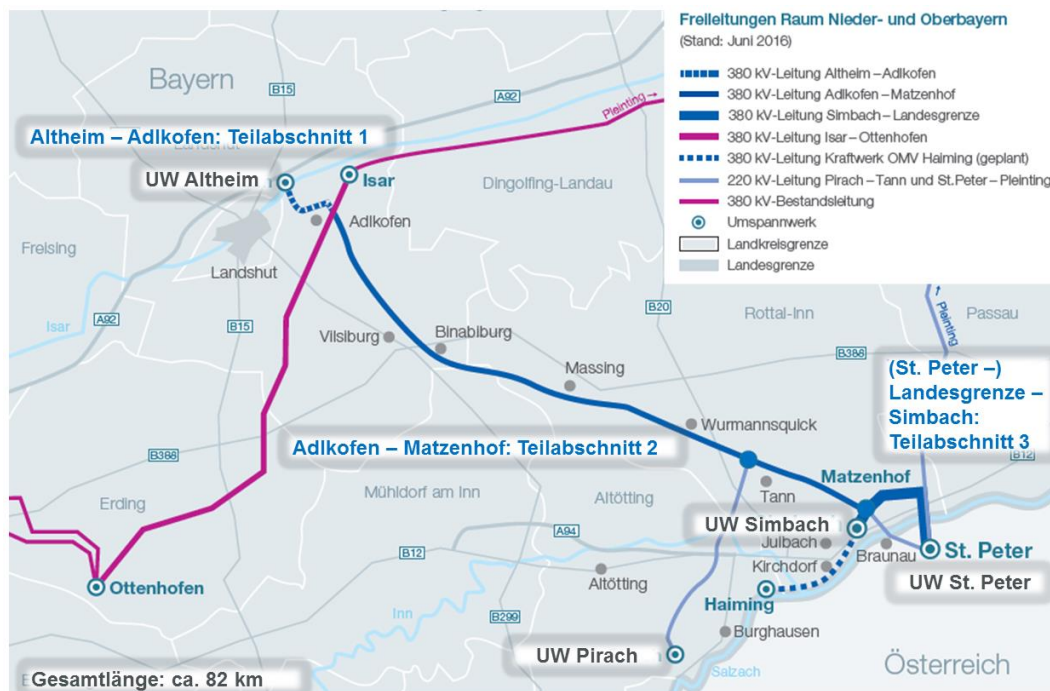 Freileitungen Raum Nieder- und Oberbayern
(Stand: Juni 2016)
380 kV-Leitung Altheim – Adlkofen
380 kV-Leitung Adlkofen – Matzenhof
380 kV-Leitung Simbach – Landesgrenze
380 kV-Leitung Isar – Ottenhofen
380 kV-Leitung Kraftwerk OMV Haiming (geplant)
220 kV-Leitung Pirach – Tann und St.Peter – Pleinting
380 kV-Bestandsleitung
Umspannwerk
Landkreisgrenze
Landesgrenze
Bayern
B15
A92
Pleinting →
Altheim – Adlkofen: Teilabschnitt 1
UW Altheim
Isar
Dingolfing-Landau
Adlkofen
Freising
Landshut
Isar
A92
B15
Vilsiburg
Binabiburg
B20
Rottal-Inn
Pleinting →
Passau
B388
Massing
(St. Peter –)
Landesgrenze –
Simbach:
Teilabschnitt 3
Wurmannsquick
Adlkofen – Matzenhof: Teilabschnitt 2
B388
B12
Erding
Mühldorf am Inn
Altötting
Tann
Matzenhof
UW Simbach
A94
Julbach
B12
Kirchdorf
Braunau
St. Peter
UW St. Peter
Altötting
Ottenhofen
Haiming
Inn
B299
Burghausen
UW Pirach
Salzach
Österreich
Gesamtlänge: ca. 82 km